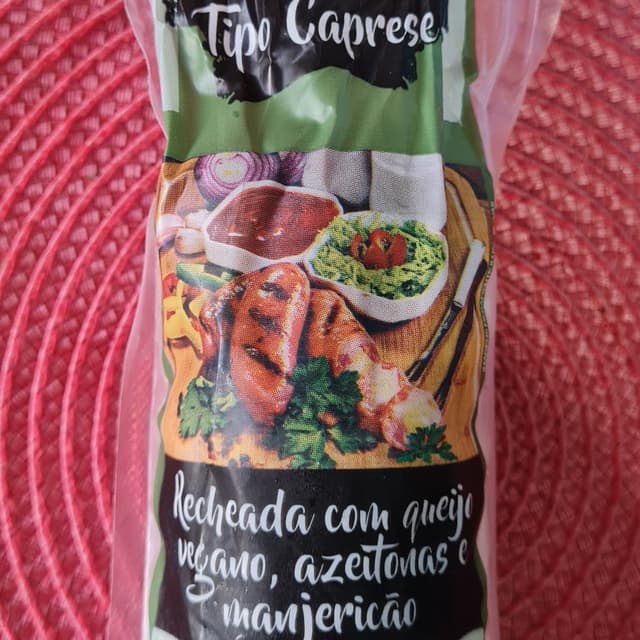 Tipo Caprese
Recheada com queijo
vegano, azeitonas e
manjericão